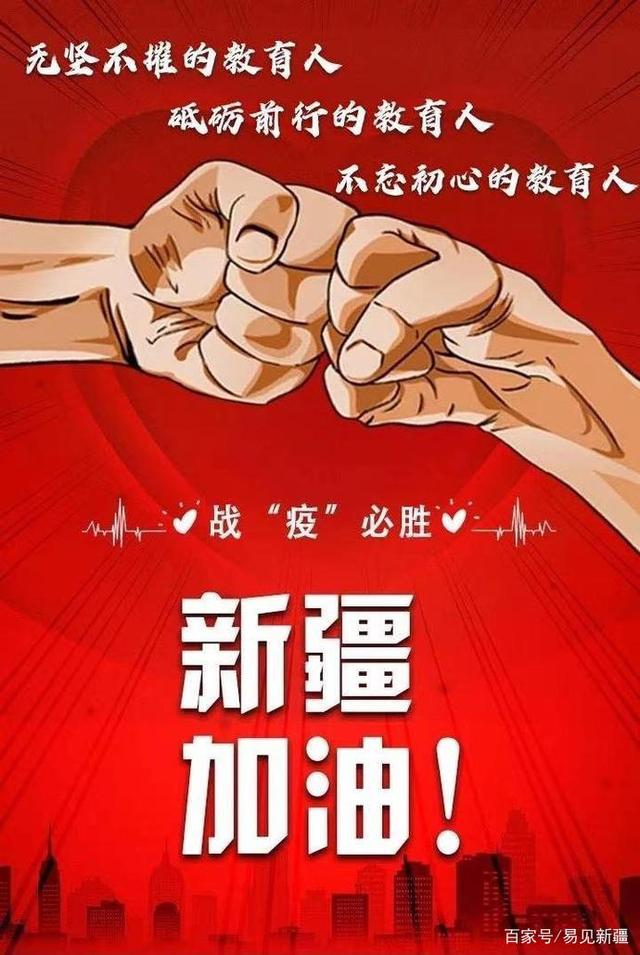 无坚不摧的教育人
砥砺前行的教育人
不忘初心的教育人
战“疫”必胜
新疆
加油！
百家号/易见新疆